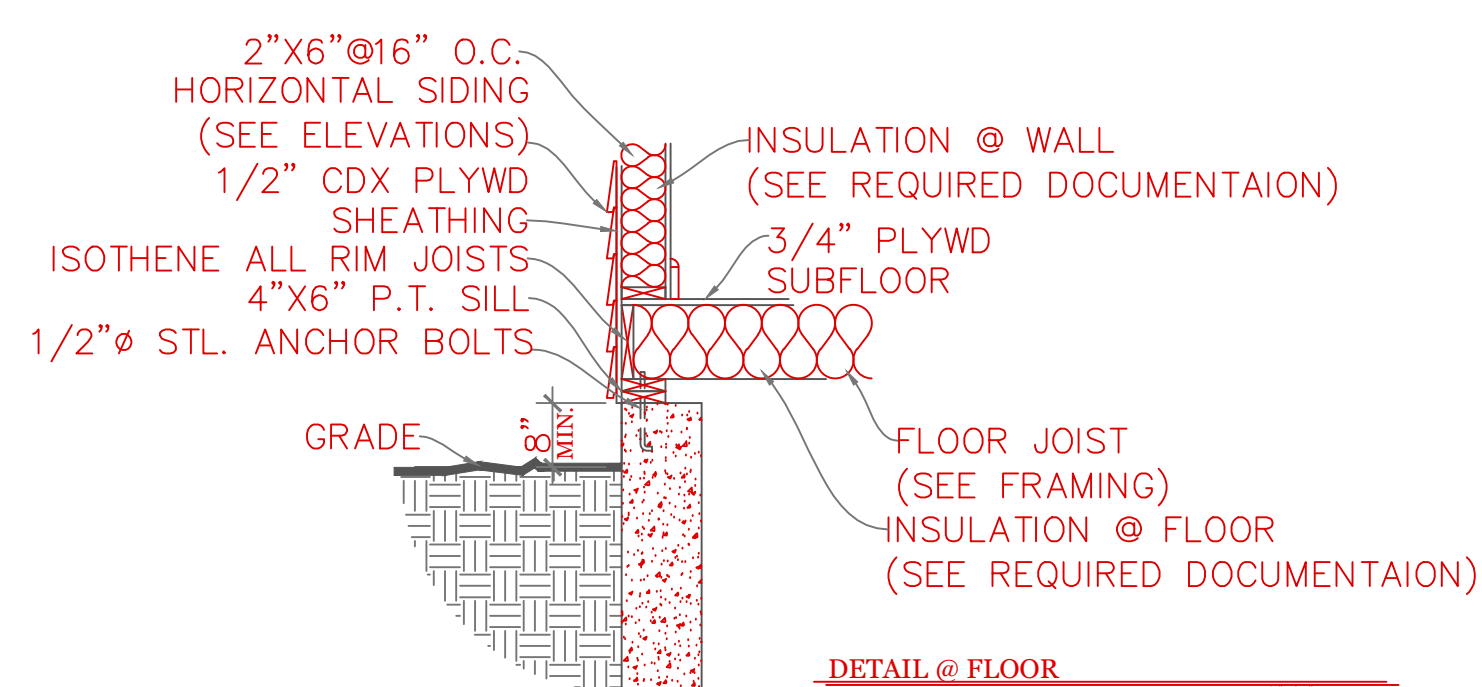 2”X6”@16” O.C.
HORIZONTAL SIDING
(SEE ELEVATIONS)
1/2” CDX PLYWD
SHEATHING
ISOTHENE ALL RIM JOISTS
4”X6” P.T. SILL
1/2”ø STL. ANCHOR BOLTS
GRADE
8”
MIN.
INSULATION @ WALL
(SEE REQUIRED DOCUMENTAION)
3/4” PLYWD
SUBFLOOR
FLOOR JOIST
(SEE FRAMING)
INSULATION @ FLOOR
(SEE REQUIRED DOCUMENTAION)
DETAIL @ FLOOR